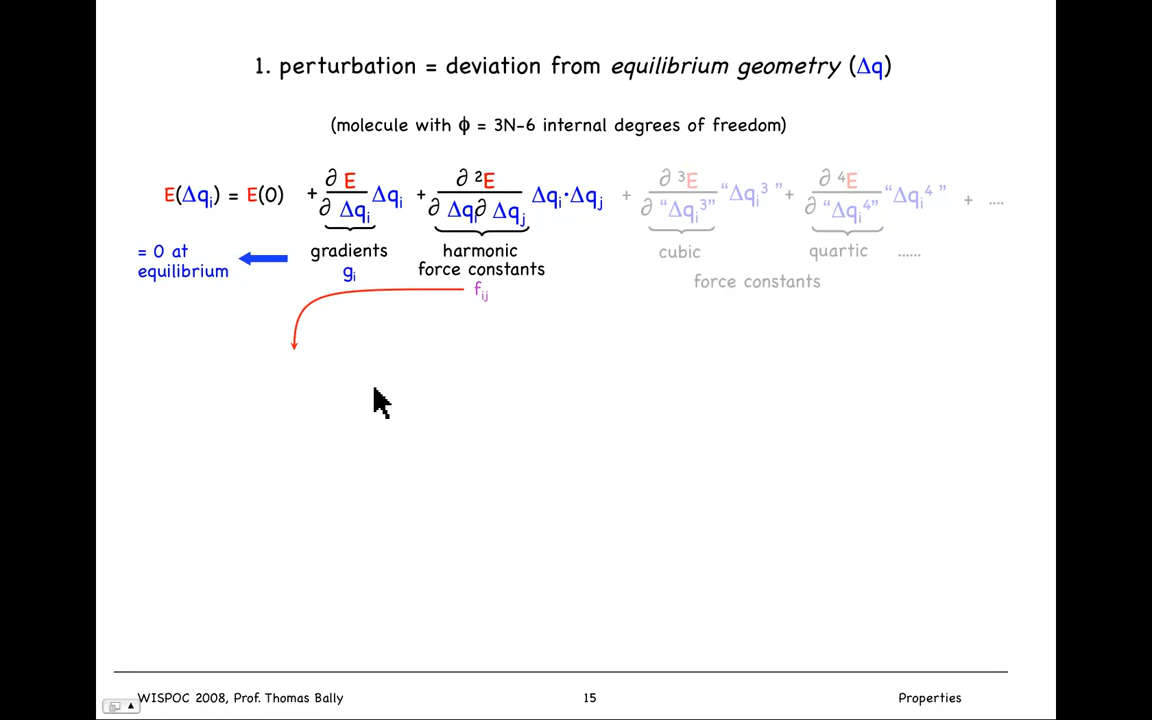 1. perturbation = deviation from equilibrium geometry (Δq)
(molecule with ϕ = 3N-6 internal degrees of freedom)
E(Δqᵢ) = E(0) + ∂ E / ∂ Δqᵢ Δqᵢ + ∂ ²E / ∂ Δqᵢ∂ Δqⱼ Δqᵢ·Δqⱼ + ∂ ³E / ∂ “Δqᵢ³” “Δqᵢ³ ” + ∂ ⁴E / ∂ “Δqᵢ⁴” “Δqᵢ⁴ ” + ....
= 0 at equilibrium
gradients
gᵢ
harmonic
force constants
fᵢⱼ
cubic
quartic
......
force constants
WISPOC 2008, Prof. Thomas Bally
15
Properties